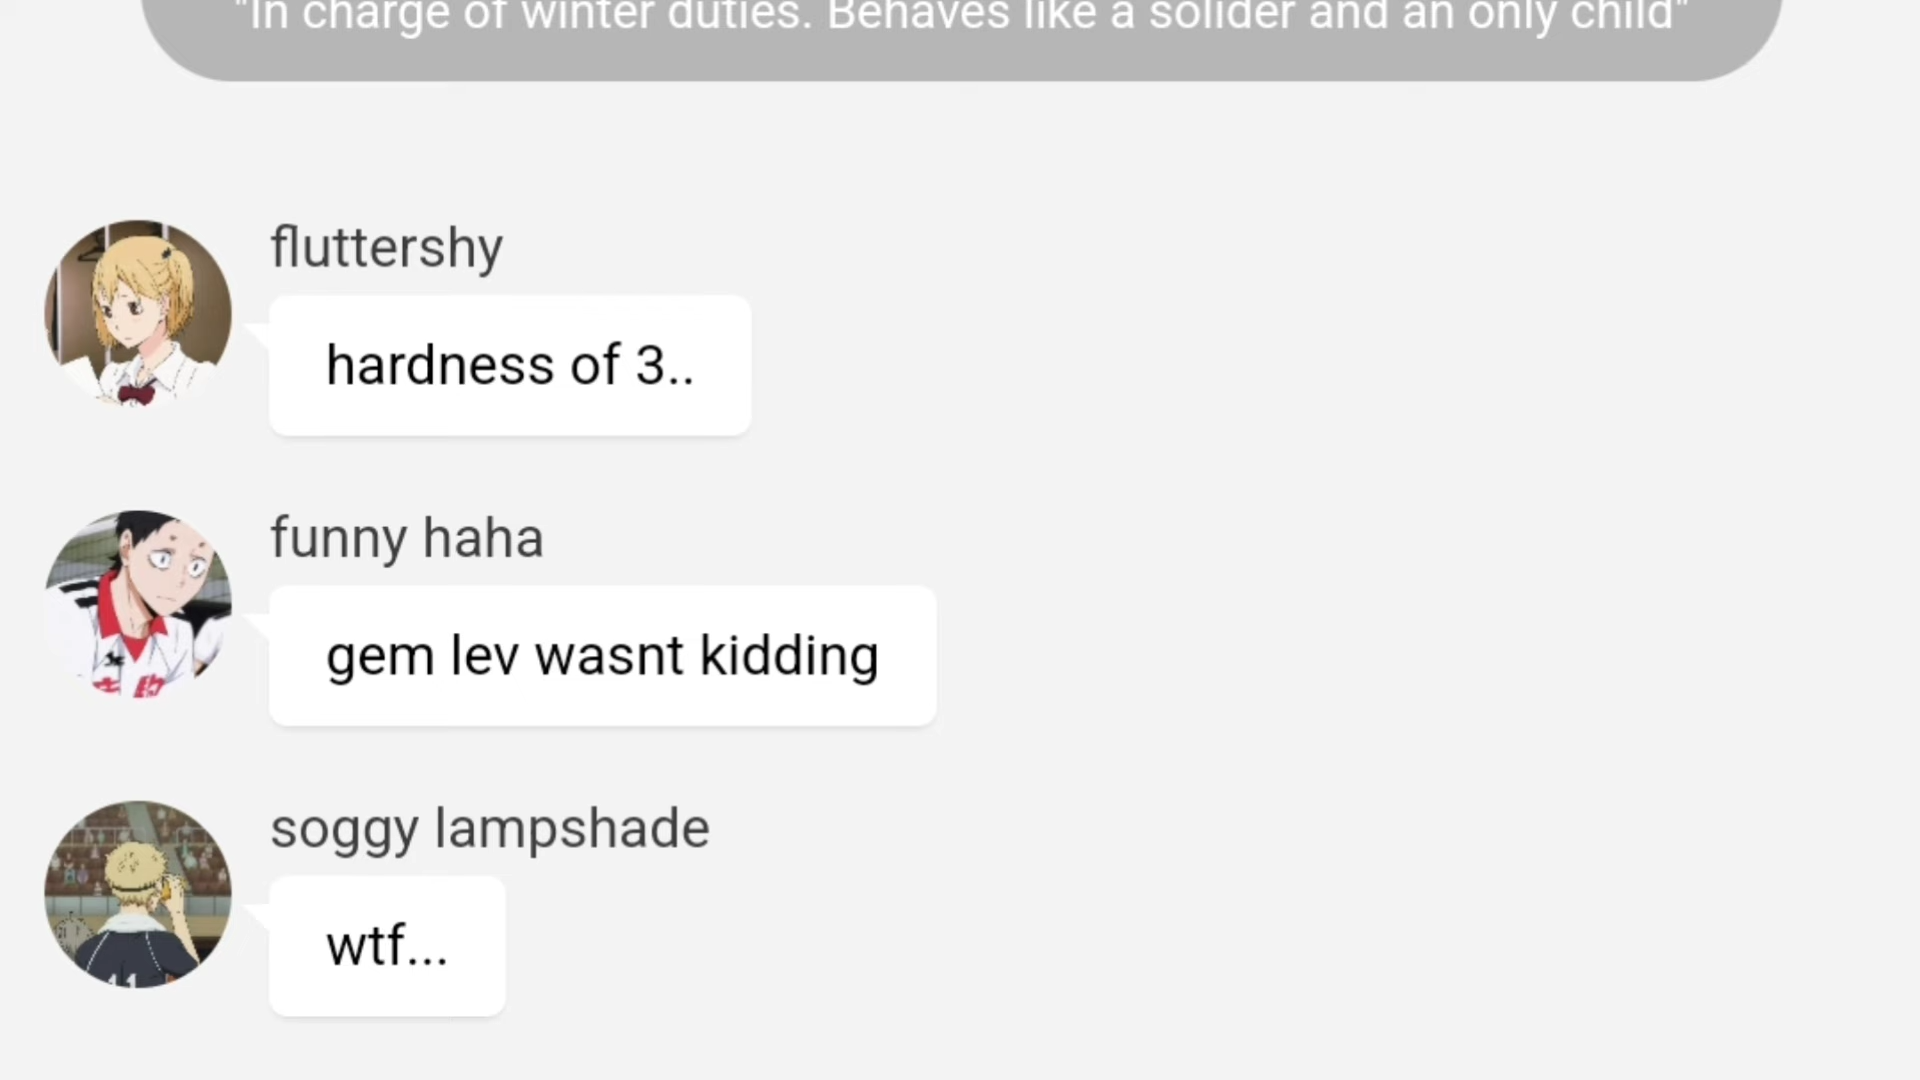 "In charge of winter duties. Behaves like a solider and an only child"
fluttershy
hardness of 3..
funny haha
gem lev wasnt kidding
soggy lampshade
wtf...
11